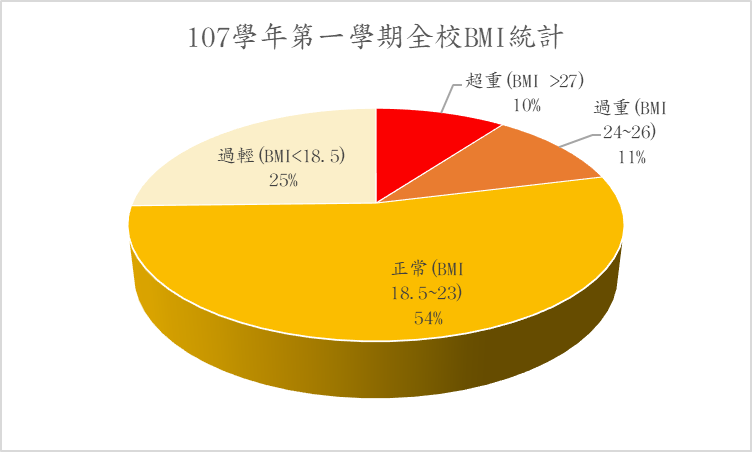 107學年第一學期全校BMI統計
超重(BMI >27)
10%
過重(BMI
24~26)
11%
過輕(BMI<18.5)
25%
正常(BMI
18.5~23)
54%